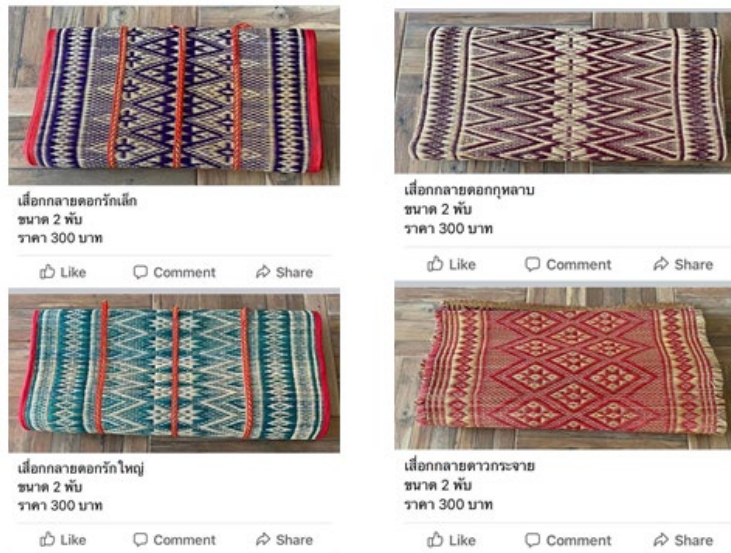 เสื่อกกลายดอกรักเล็ก
ขนาด 2 พับ
ราคา 300 บาท
Like Comment Share
เสื่อกกลายดอกกุหลาบ
ขนาด 2 พับ
ราคา 300 บาท
Like Comment Share
เสื่อกกลายดอกรักใหญ่
ขนาด 2 พับ
ราคา 300 บาท
Like Comment Share
เสื่อกกลายดาวกระจาย
ขนาด 2 พับ
ราคา 300 บาท
Like Comment Share